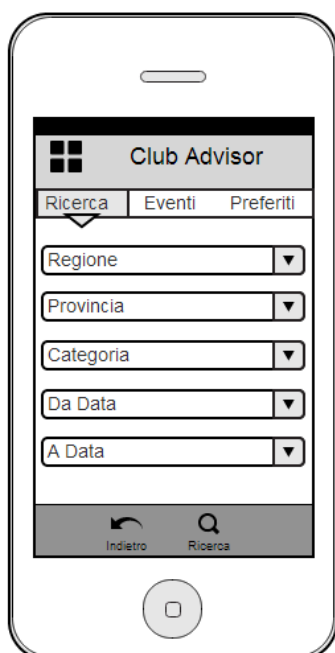 Club Advisor
Ricerca Eventi Preferiti
Regione
Provincia
Categoria
Da Data
A Data
Indietro Ricerca